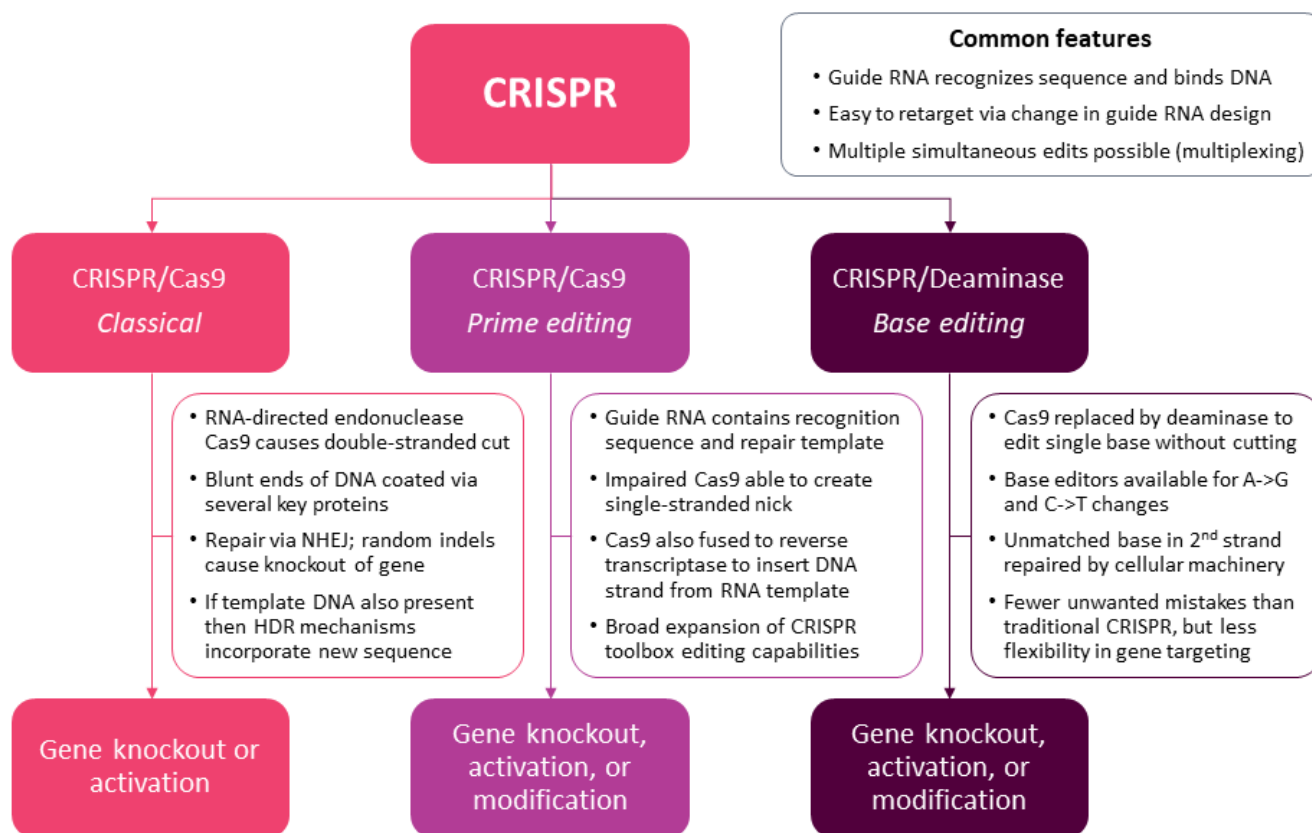 CRISPR
Common features
• Guide RNA recognizes sequence and binds DNA
• Easy to retarget via change in guide RNA design
• Multiple simultaneous edits possible (multiplexing)
CRISPR/Cas9
Classical
CRISPR/Cas9
Prime editing
CRISPR/Deaminase
Base editing
• RNA-directed endonuclease
Cas9 causes double-stranded cut
• Blunt ends of DNA coated via
several key proteins
• Repair via NHEJ; random indels
cause knockout of gene
• If template DNA also present
then HDR mechanisms
incorporate new sequence
• Guide RNA contains recognition
sequence and repair template
• Impaired Cas9 able to create
single-stranded nick
• Cas9 also fused to reverse
transcriptase to insert DNA
strand from RNA template
• Broad expansion of CRISPR
toolbox editing capabilities
• Cas9 replaced by deaminase to
edit single base without cutting
• Base editors available for A->G
and C->T changes
• Unmatched base in 2nd strand
repaired by cellular machinery
• Fewer unwanted mistakes than
traditional CRISPR, but less
flexibility in gene targeting
Gene knockout or
activation
Gene knockout,
activation, or
modification
Gene knockout,
activation, or
modification